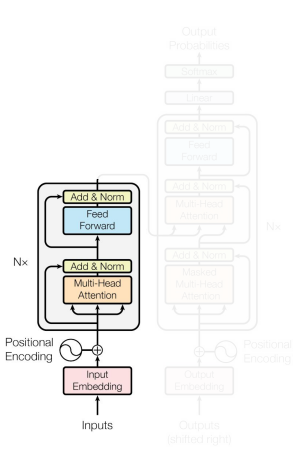 Output
Probabilities
Softmax
Linear
Add & Norm
Feed
Forward
Add & Norm
Multi-Head
Attention
Add & Norm
Masked
Multi-Head
Attention
N×
Positional
Encoding
Output
Embedding
Outputs
(shifted right)
Add & Norm
Feed
Forward
N×
Add & Norm
Multi-Head
Attention
Positional
Encoding
Input
Embedding
Inputs